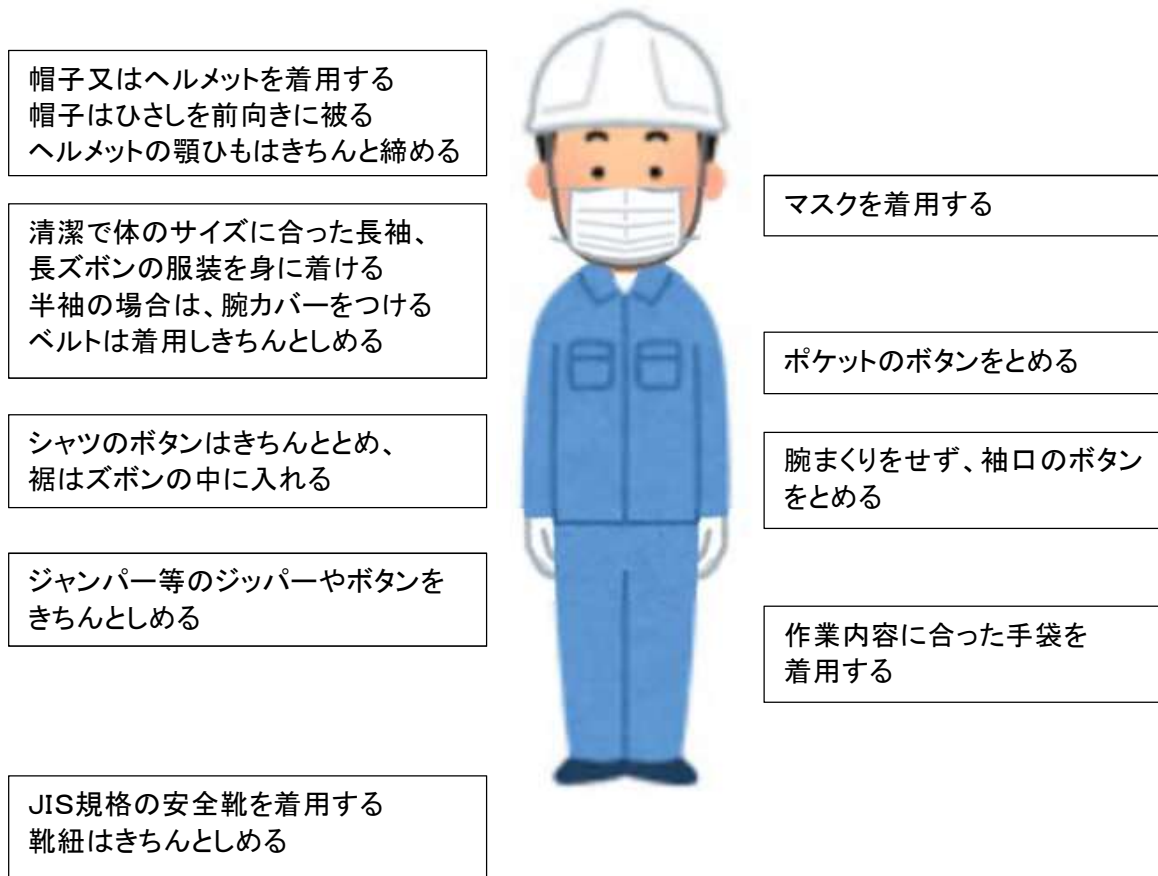 帽子又はヘルメットを着用する
帽子はひさしを前向きに被る
ヘルメットの顎ひもはきちんと締める
清潔で体のサイズに合った長袖、
長ズボンの服装を身に着ける
半袖の場合は、腕カバーをつける
ベルトは着用しきちんとしめる
シャツのボタンはきちんととめ、
裾はズボンの中に入れる
ジャンパー等のジッパーやボタンを
きちんとしめる
JIS規格の安全靴を着用する
靴紐はきちんとしめる
マスクを着用する
ポケットのボタンをとめる
腕まくりをせず、袖口のボタン
をとめる
作業内容に合った手袋を
着用する